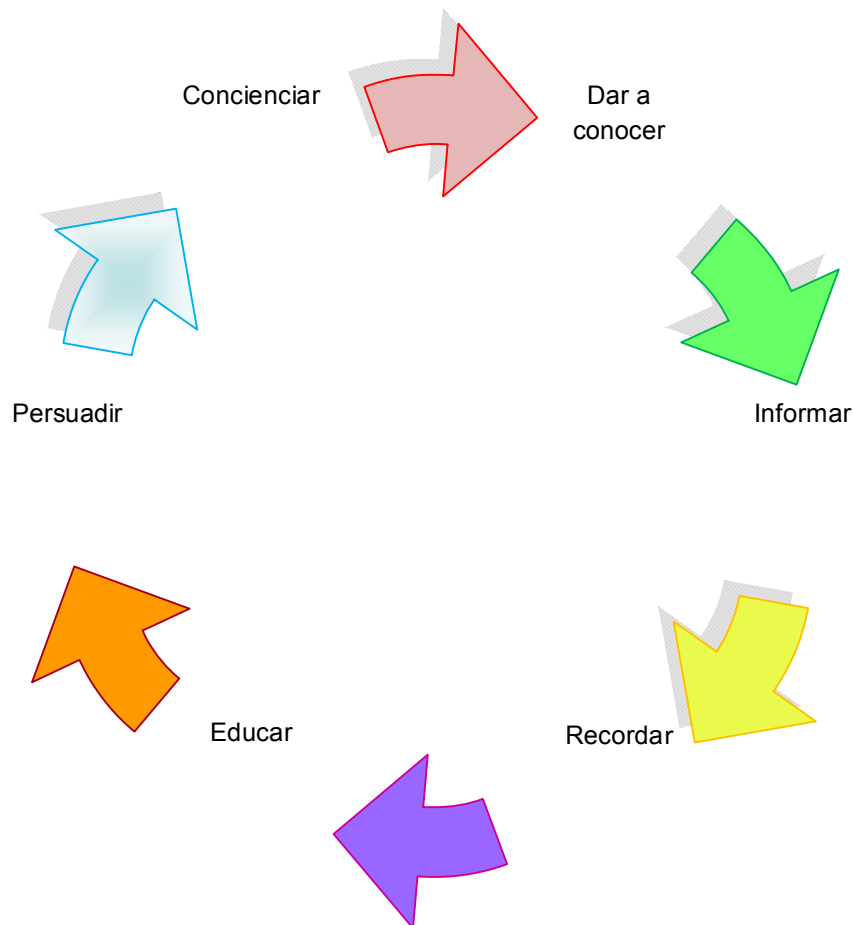 Concienciar
Dar a
conocer
Persuadir
Informar
Educar
Recordar